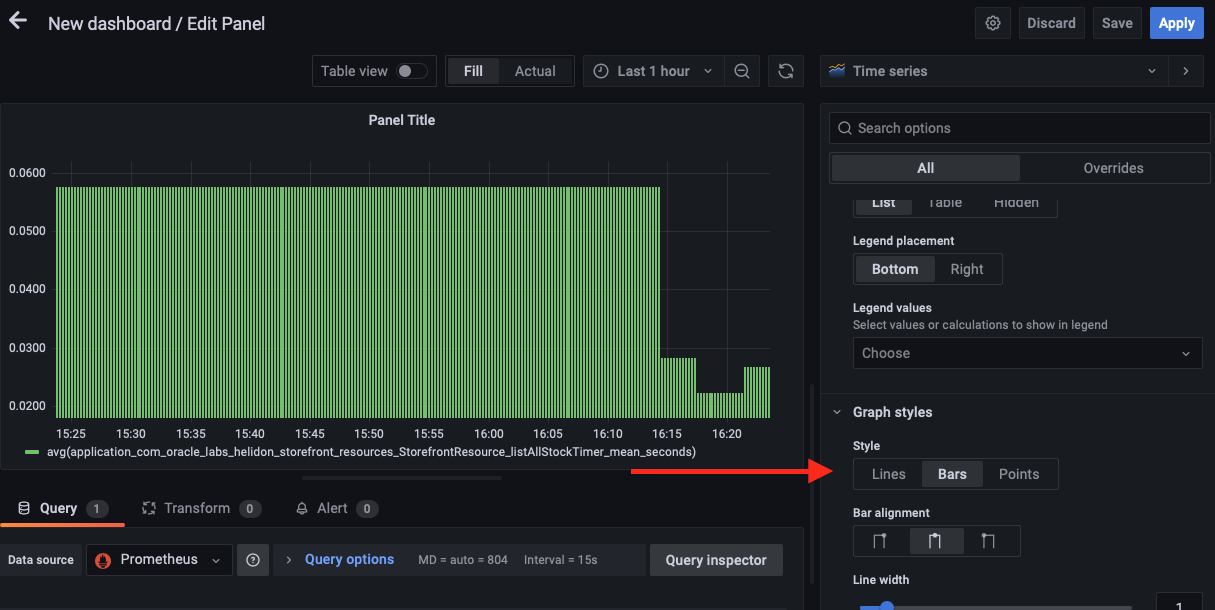 New dashboard / Edit Panel
Discard
Save
Apply
Table view
Fill
Actual
Last 1 hour
Time series
Panel Title
0.0600
0.0500
0.0400
0.0300
0.0200
15:25 15:30 15:35 15:40 15:45 15:50 15:55 16:00 16:05 16:10 16:15 16:20
avg(application_com_oracle_labs_helidon_storefront_resources_StorefrontResource_listAllStockTimer_mean_seconds)
Query 1
Transform 0
Alert 0
Data source
Prometheus
Query options
MD = auto = 804
Interval = 15s
Query inspector
Search options
All
Overrides
List
Table
Hidden
Legend placement
Bottom
Right
Legend values
Select values or calculations to show in legend
Choose
Graph styles
Style
Lines
Bars
Points
Bar alignment
Line width
1